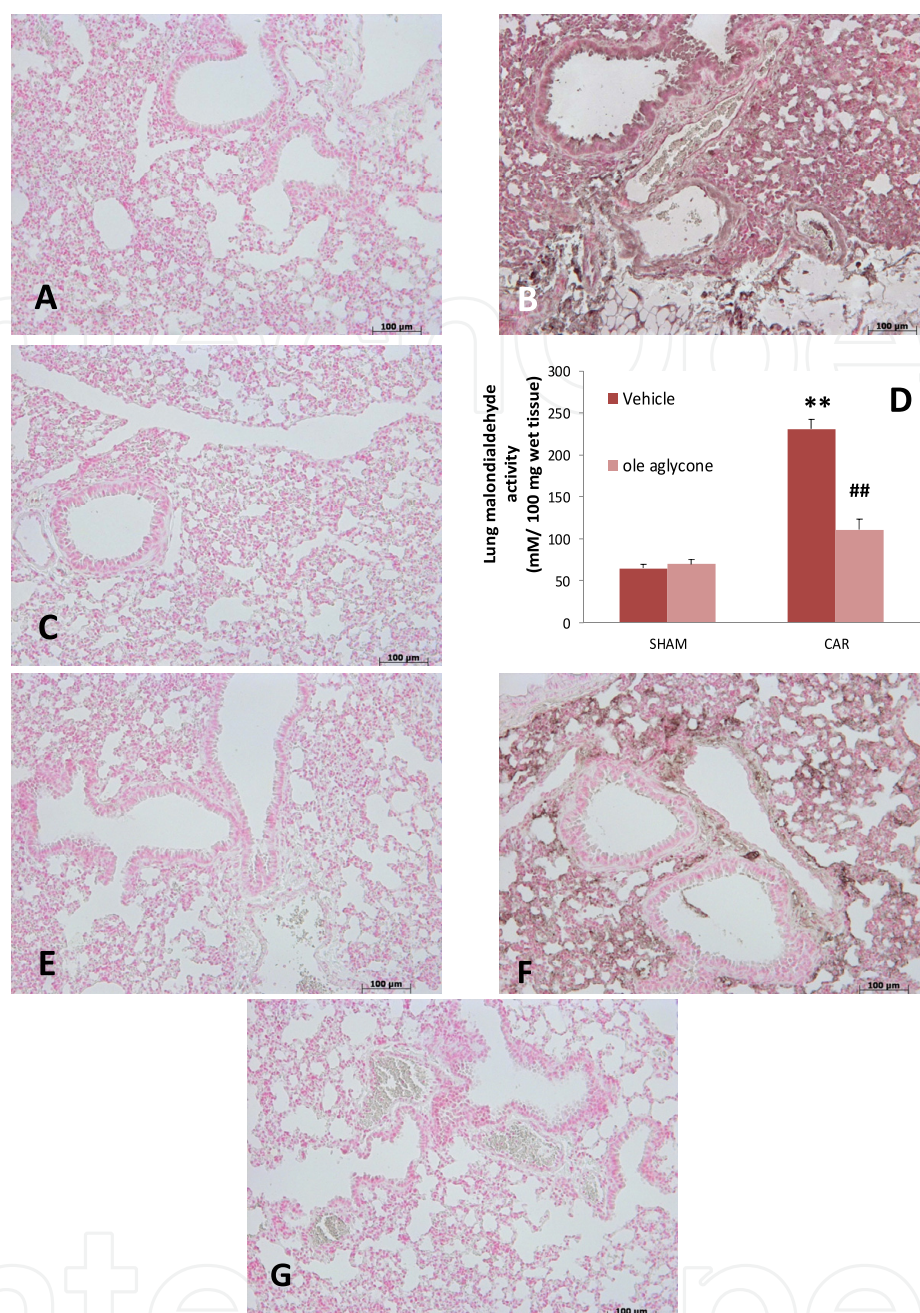 A
100 µm
B
100 µm
C
100 µm
D
Lung malondialdehyde
activity
(mM/ 100 mg wet tissue)
300
250
200
150
100
50
0
Vehicle
ole aglycone
**
##
SHAM
CAR
E
100 µm
F
100 µm
G
100 µm